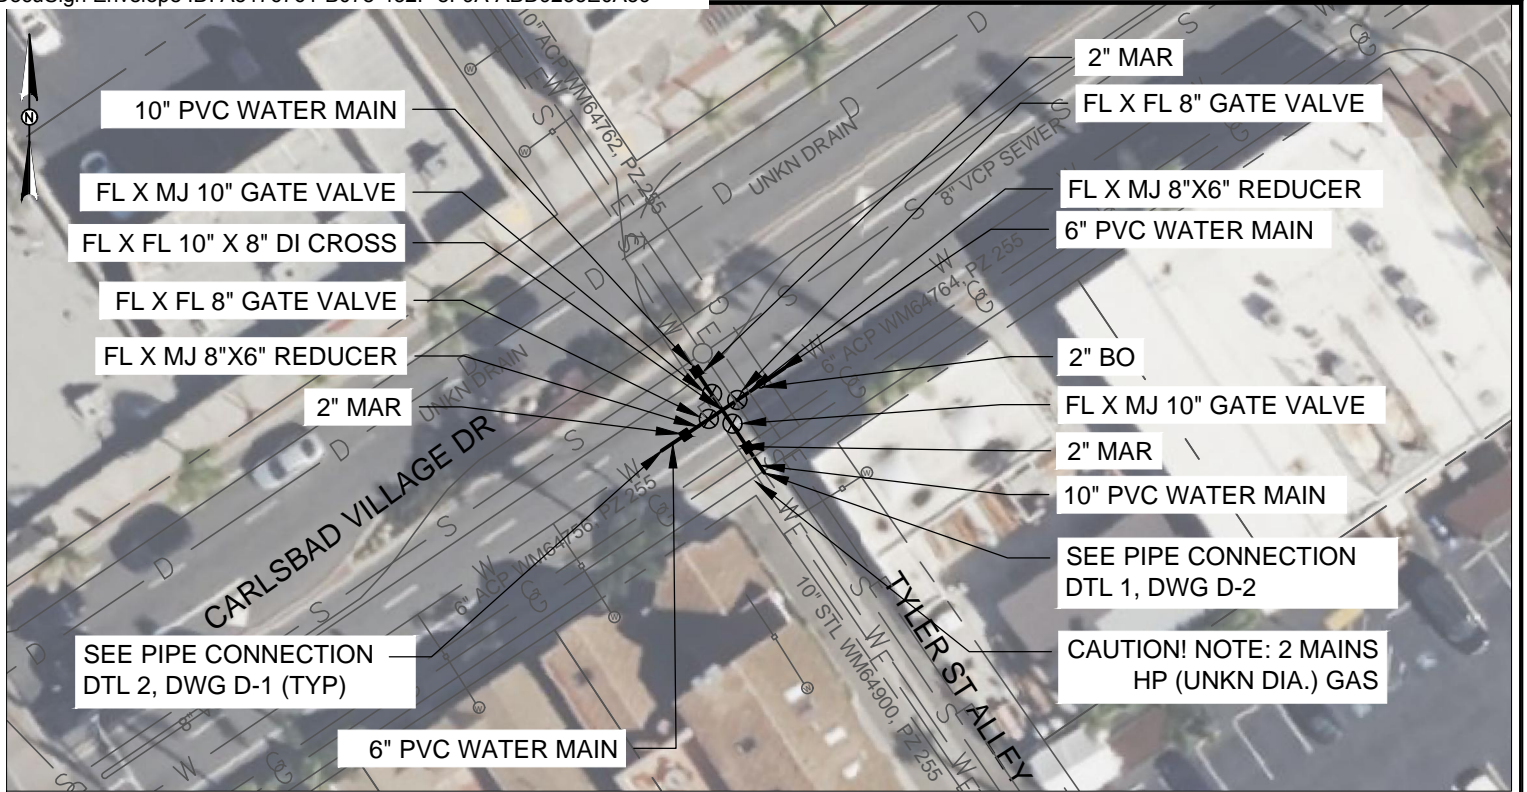 10" PVC WATER MAIN
FL X MJ 10" GATE VALVE
FL X FL 10" X 8" DI CROSS
FL X FL 8" GATE VALVE
FL X MJ 8"X6" REDUCER
2" MAR
SEE PIPE CONNECTION
DTL 2, DWG D-1 (TYP)
6" PVC WATER MAIN
2" MAR
FL X FL 8" GATE VALVE
FL X MJ 8"X6" REDUCER
6" PVC WATER MAIN
2" BO
FL X MJ 10" GATE VALVE
2" MAR
10" PVC WATER MAIN
SEE PIPE CONNECTION
DTL 1, DWG D-2
CAUTION! NOTE: 2 MAINS
HP (UNKN DIA.) GAS
CARLSBAD VILLAGE DR
TYLER ST ALLEY
10" ACP WM64762, PZ 255
UNKN DRAIN
8" VCP SEWER
6" ACP WM64764, PZ 255
UNKN DRAIN
6" ACP WM64756, PZ 255
10" STL WM64900, PZ 255
N